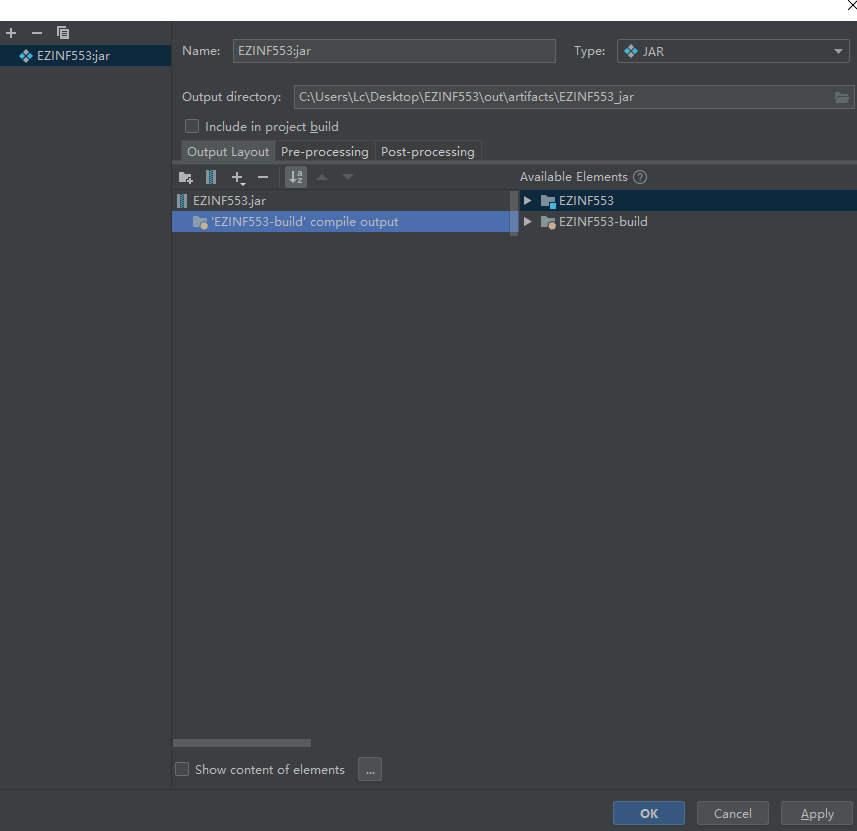 EZINF553:jar
Name: EZINF553:jar Type: JAR
Output directory: C:\Users\Lc\Desktop\EZINF553\out\artifacts\EZINF553_jar
Include in project build
Output Layout Pre-processing Post-processing
Available Elements ?
EZINF553.jar
'EZINF553-build' compile output
EZINF553
EZINF553-build
Show content of elements ...
OK Cancel Apply